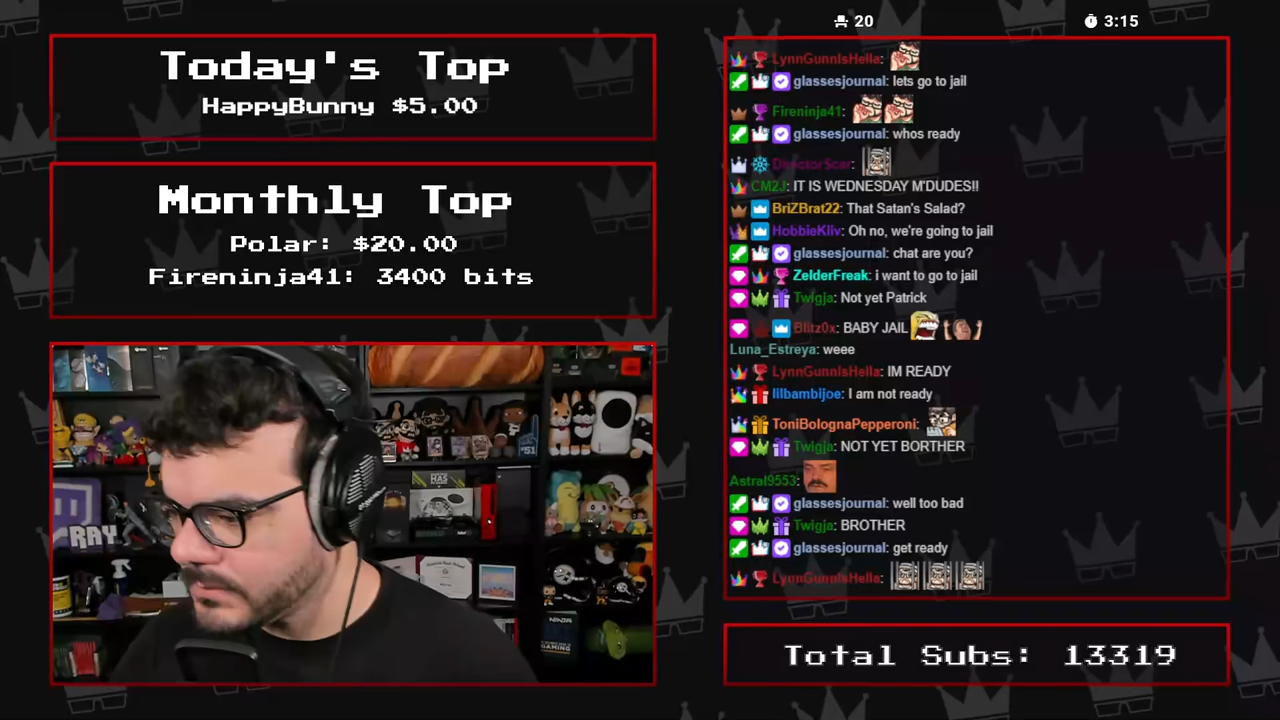 20
3:15
Today's Top
HappyBunny $5.00
Monthly Top
Polar: $20.00
Fireninja41: 3400 bits
RAY
LynnGunnIsHella:
glassesjournal: lets go to jail
Fireninja41:
glassesjournal: whos ready
DirectorScar:
CM2J: IT IS WEDNESDAY M'DUDES!!
BriZBrat22: That Satan's Salad?
HobbieKliv: Oh no, we're going to jail
glassesjournal: chat are you?
ZelderFreak: i want to go to jail
Twigja: Not yet Patrick
Blitz0x: BABY JAIL
Luna_Estreya: weee
LynnGunnIsHella: IM READY
lilbambijoe: I am not ready
ToniBolognaPepperoni:
Twigja: NOT YET BORTHER
Astral9553:
glassesjournal: well too bad
Twigja: BROTHER
glassesjournal: get ready
LynnGunnIsHella:
Total Subs: 13319